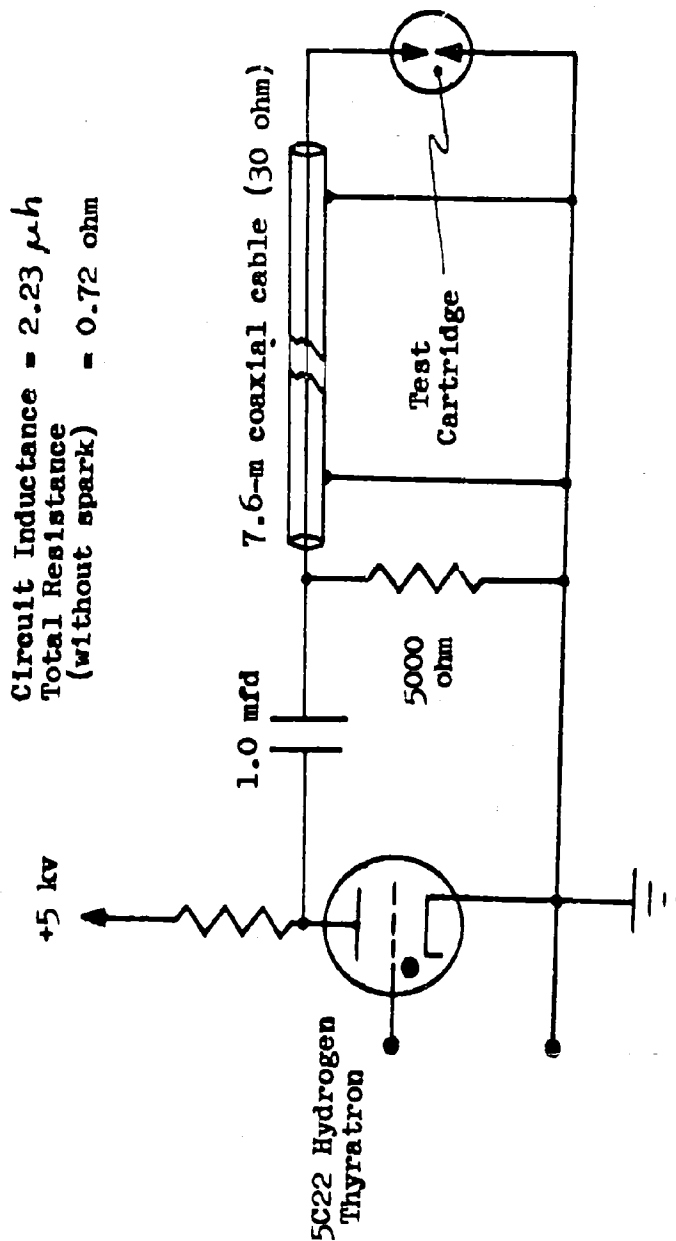 Circuit Inductance = 2.23 μh
Total Resistance
(without spark) = 0.72 ohm
+5 kv
1.0 mfd
7.6-m coaxial cable (30 ohm)
5000
ohm
Test
Cartridge
5C22 Hydrogen
Thyratron